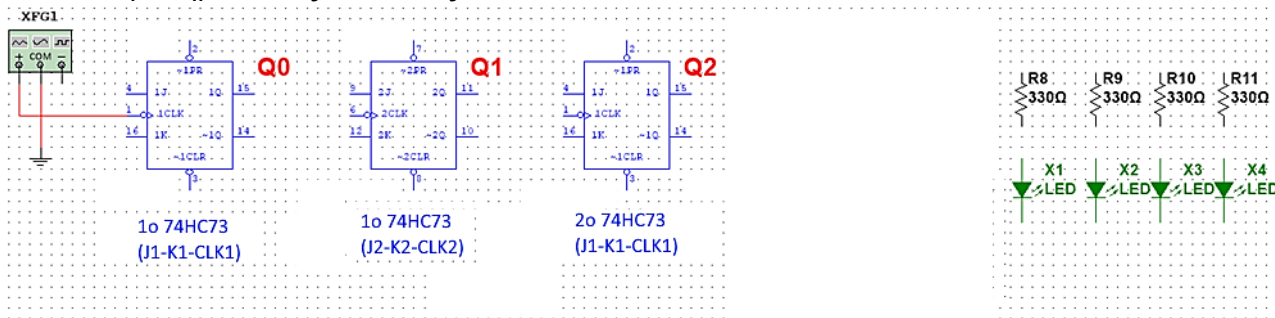 XFG1
+ COM −
Q0
2
~1PR
4 1J 1Q 15
1 1CLK
16 1K ~1Q 14
~1CLR
3
1o 74HC73
(J1-K1-CLK1)
Q1
7
~2PR
9 2J 2Q 11
6 2CLK
12 2K ~2Q 10
~2CLR
8
1o 74HC73
(J2-K2-CLK2)
Q2
2
~1PR
4 1J 1Q 15
1 1CLK
16 1K ~1Q 14
~1CLR
3
2o 74HC73
(J1-K1-CLK1)
R8
330Ω
R9
330Ω
R10
330Ω
R11
330Ω
X1
LED
X2
LED
X3
LED
X4
LED